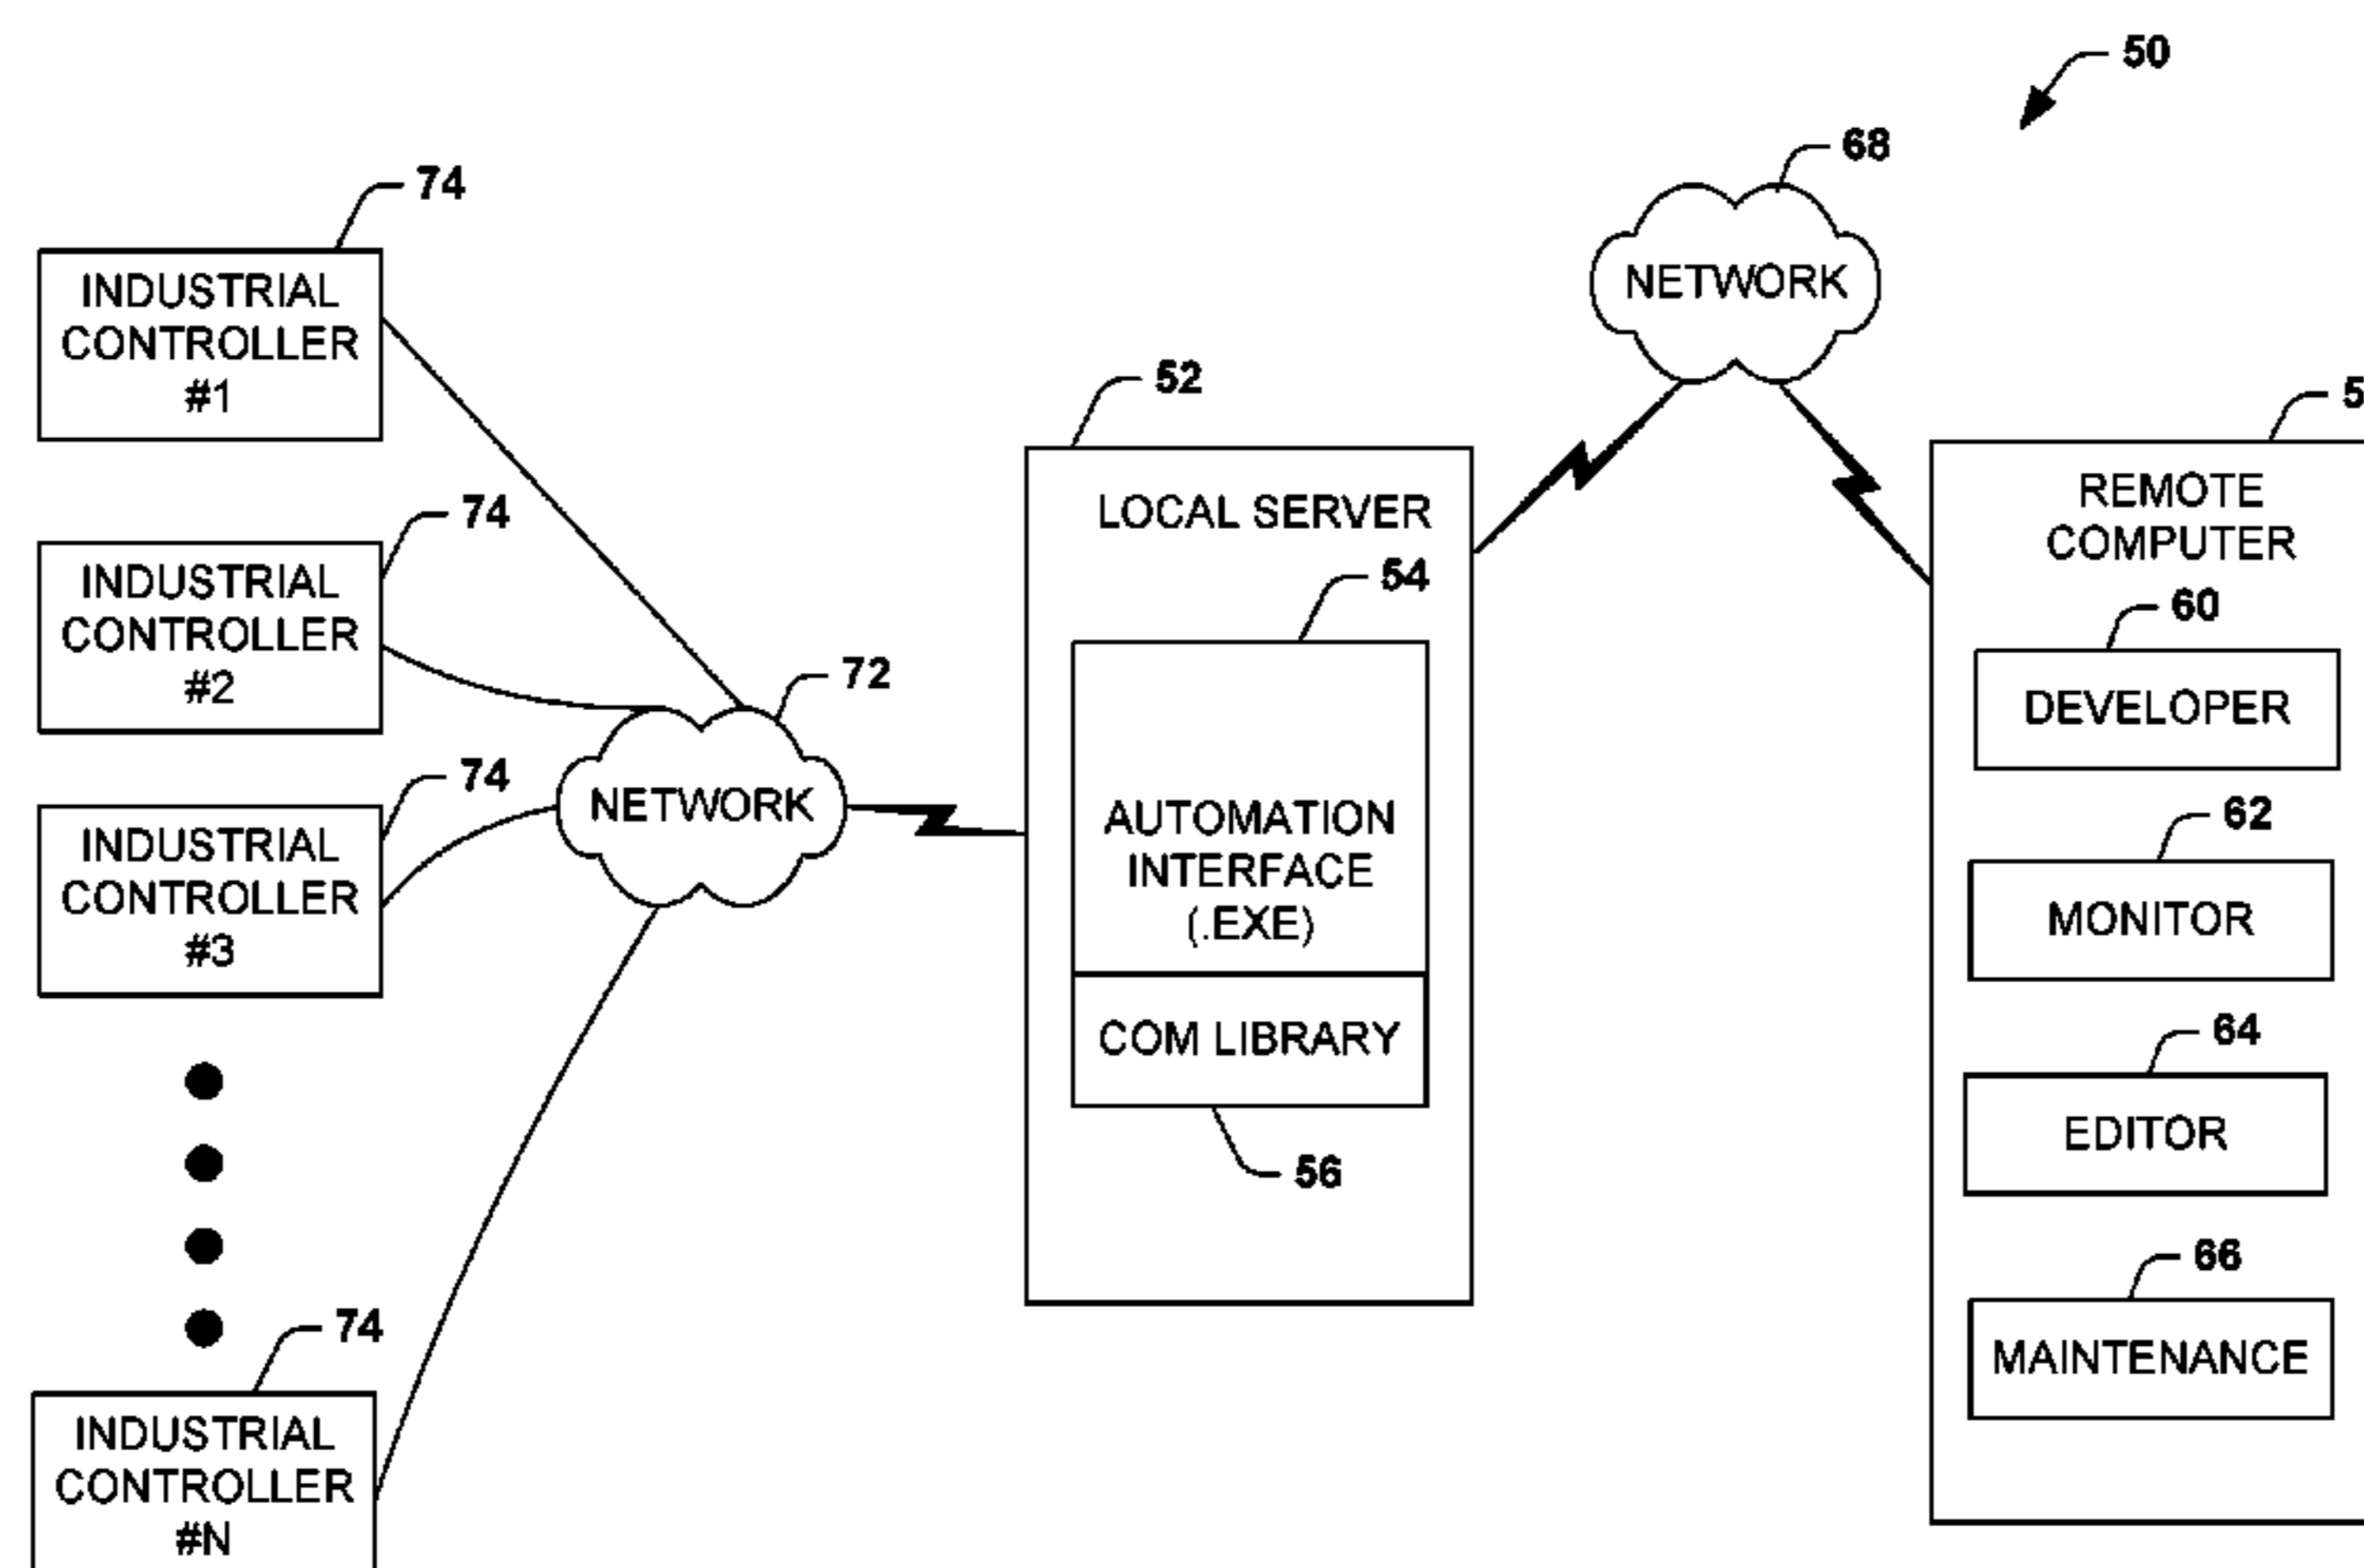 50
68
NETWORK
74
INDUSTRIAL
CONTROLLER
#1
74
INDUSTRIAL
CONTROLLER
#2
74
INDUSTRIAL
CONTROLLER
#3
74
INDUSTRIAL
CONTROLLER
#N
72
NETWORK
52
LOCAL SERVER
54
AUTOMATION
INTERFACE
(.EXE)
COM LIBRARY
56
REMOTE
COMPUTER
60
DEVELOPER
62
MONITOR
64
EDITOR
66
MAINTENANCE